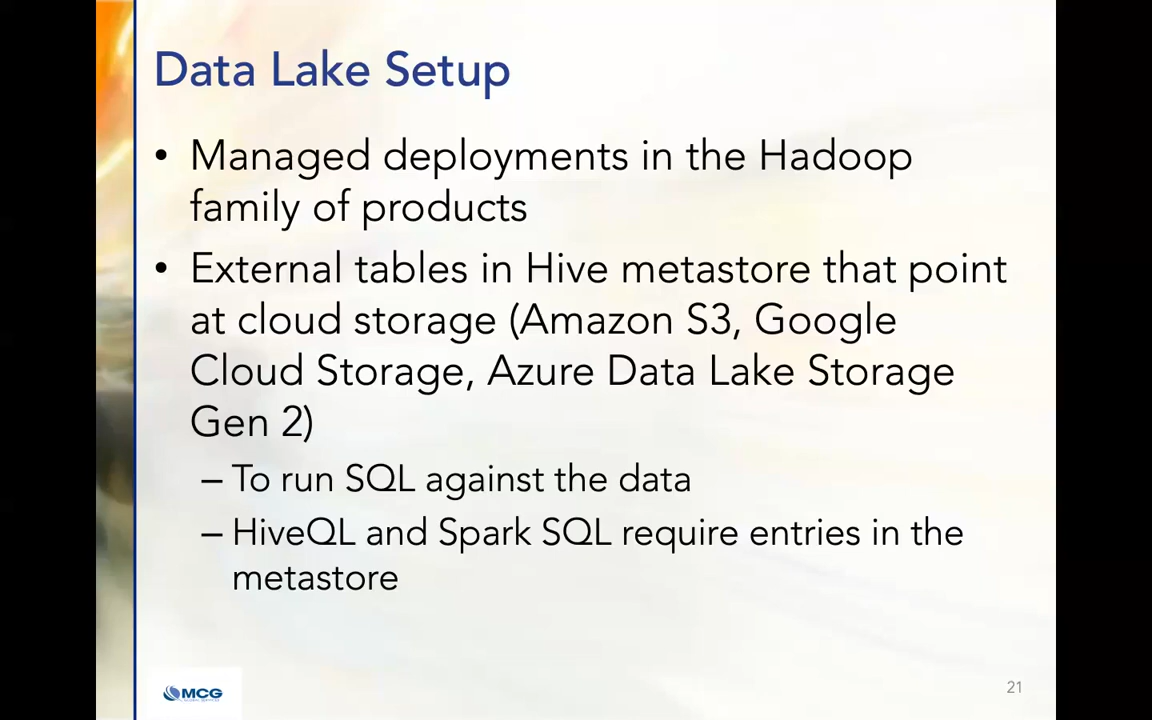 Data Lake Setup
• Managed deployments in the Hadoop
family of products
• External tables in Hive metastore that point
at cloud storage (Amazon S3, Google
Cloud Storage, Azure Data Lake Storage
Gen 2)
– To run SQL against the data
– HiveQL and Spark SQL require entries in the
metastore
MCG
21